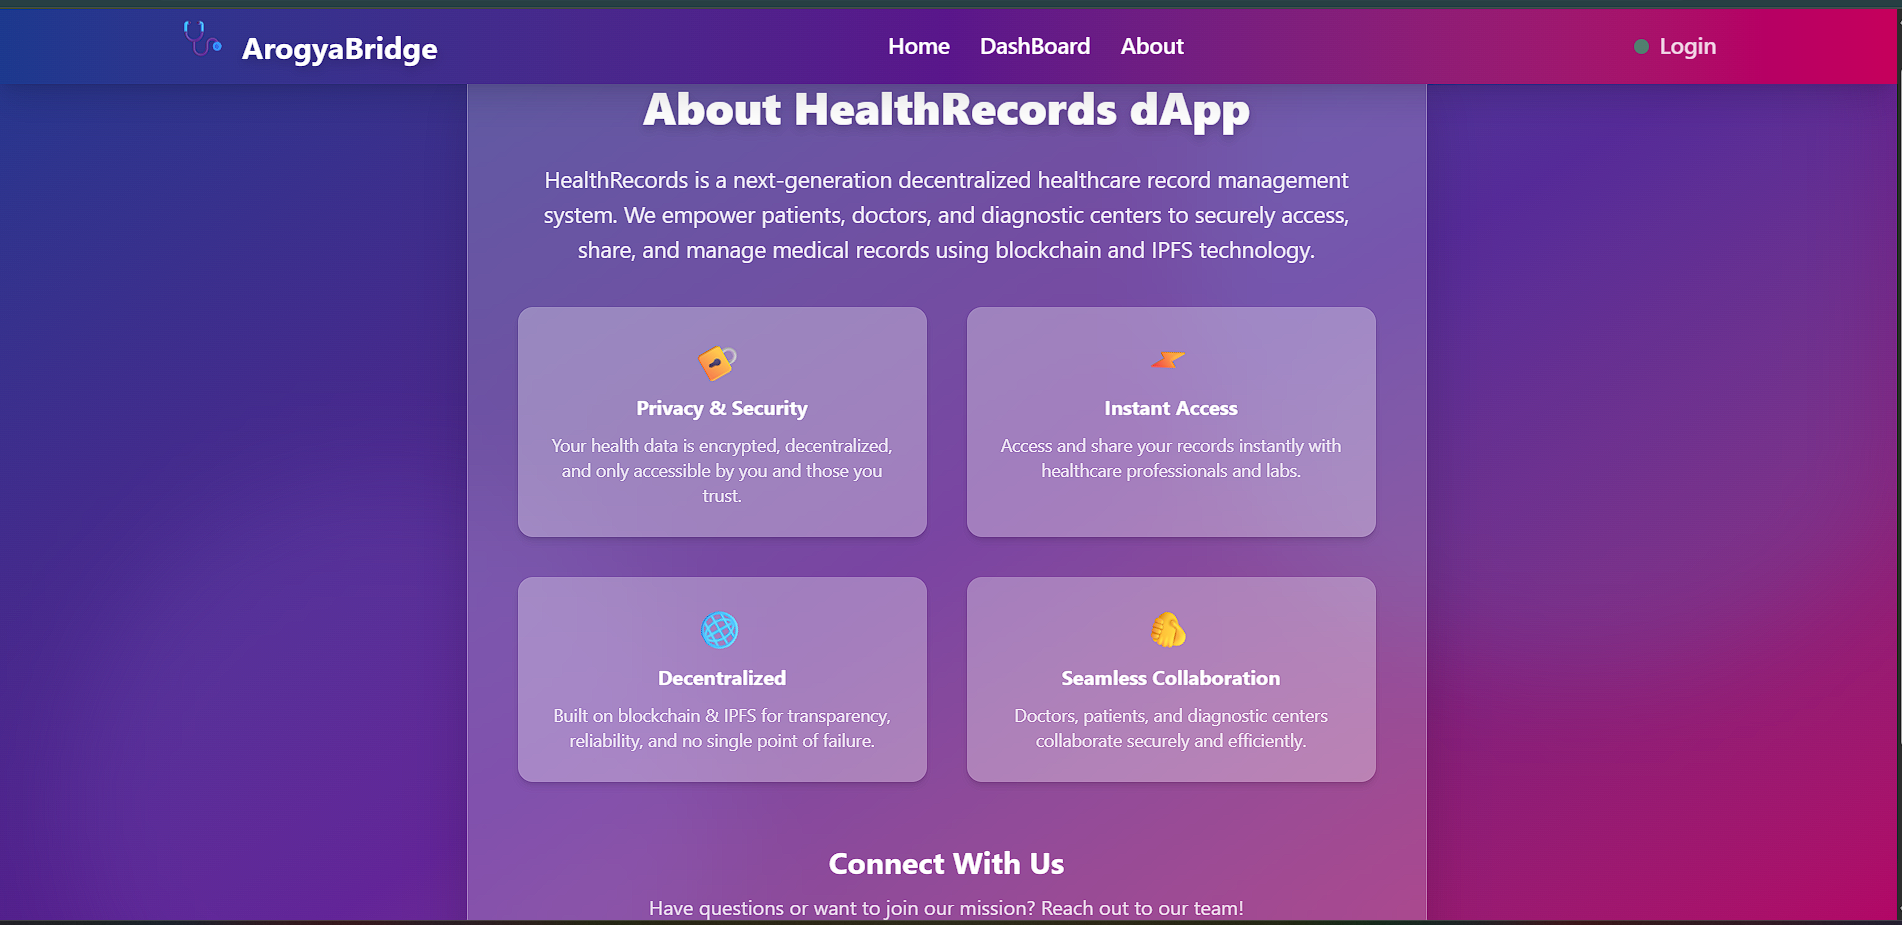 ArogyaBridge
Home
DashBoard
About
Login
About HealthRecords dApp
HealthRecords is a next-generation decentralized healthcare record management
system. We empower patients, doctors, and diagnostic centers to securely access,
share, and manage medical records using blockchain and IPFS technology.
Privacy & Security
Your health data is encrypted, decentralized,
and only accessible by you and those you
trust.
Instant Access
Access and share your records instantly with
healthcare professionals and labs.
Decentralized
Built on blockchain & IPFS for transparency,
reliability, and no single point of failure.
Seamless Collaboration
Doctors, patients, and diagnostic centers
collaborate securely and efficiently.
Connect With Us
Have questions or want to join our mission? Reach out to our team!